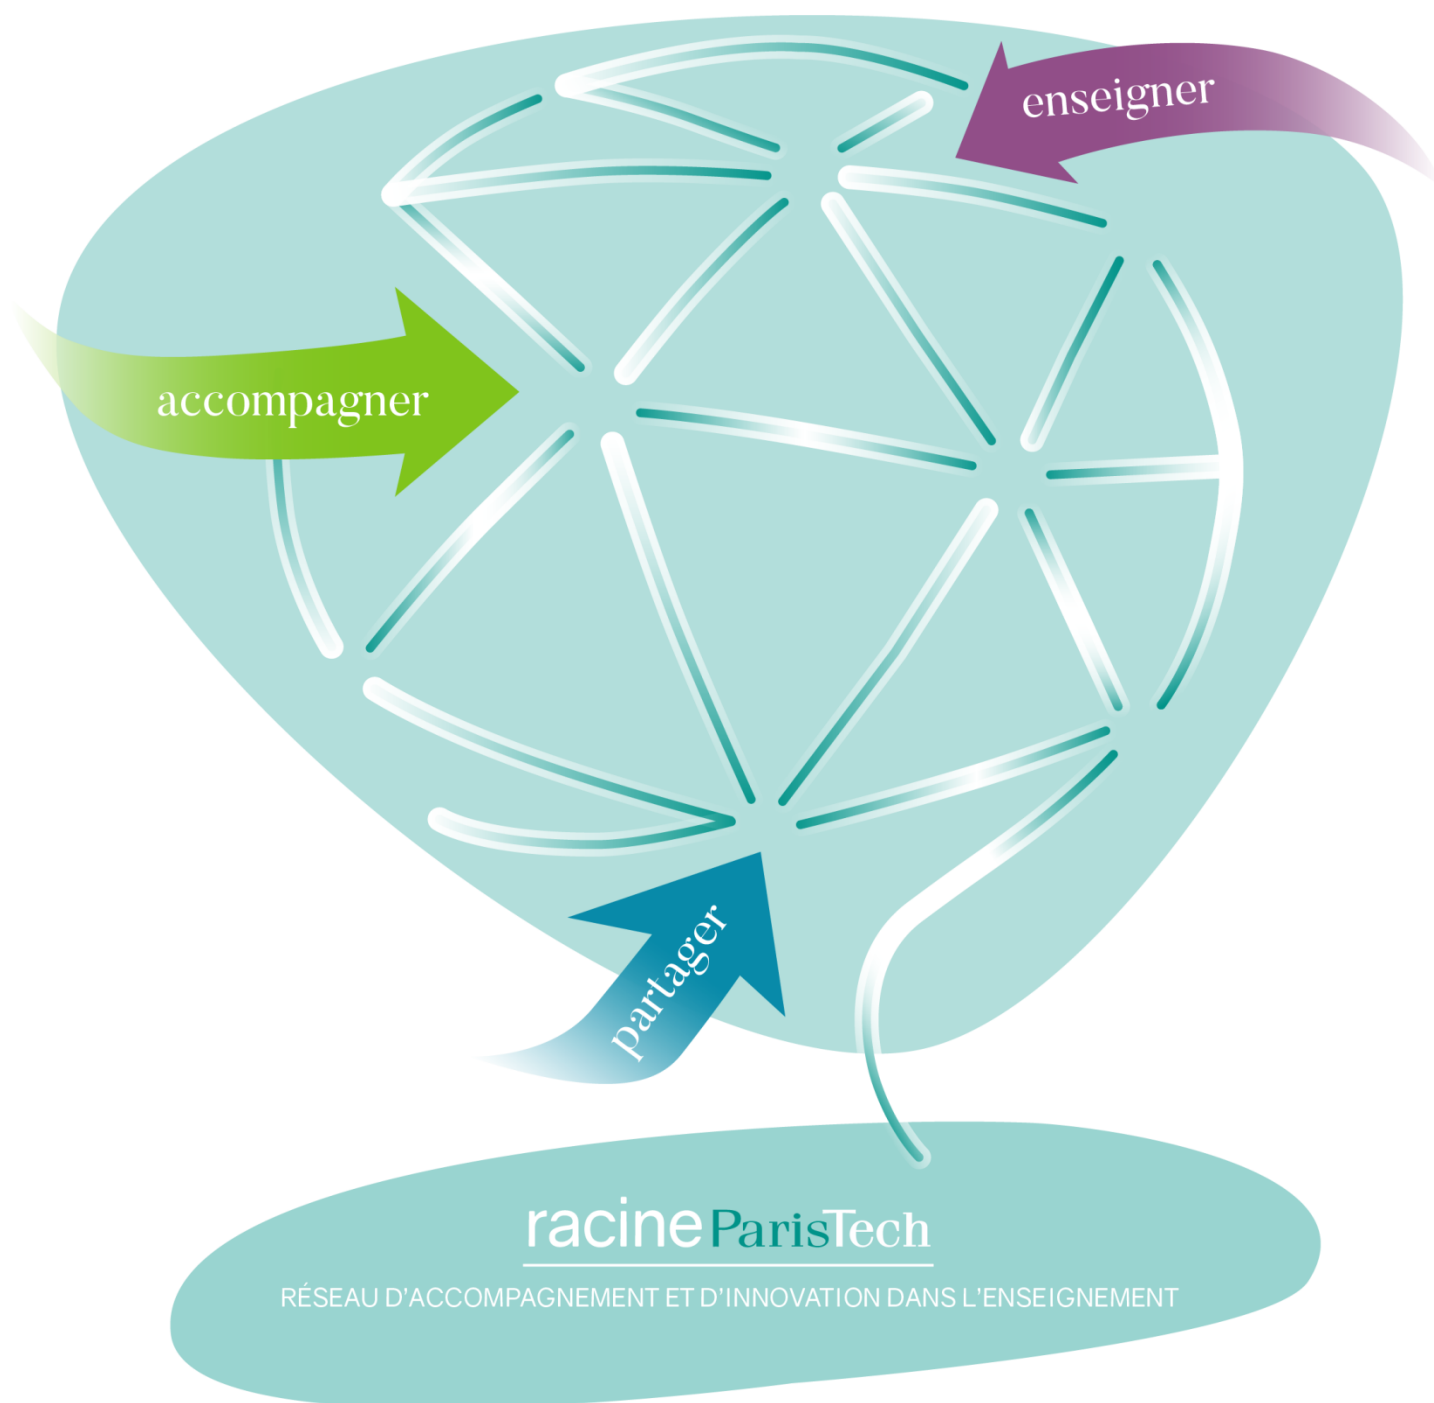 enseigner
accompagner
partager
racine ParisTech
RÉSEAU D'ACCOMPAGNEMENT ET D'INNOVATION DANS L'ENSEIGNEMENT